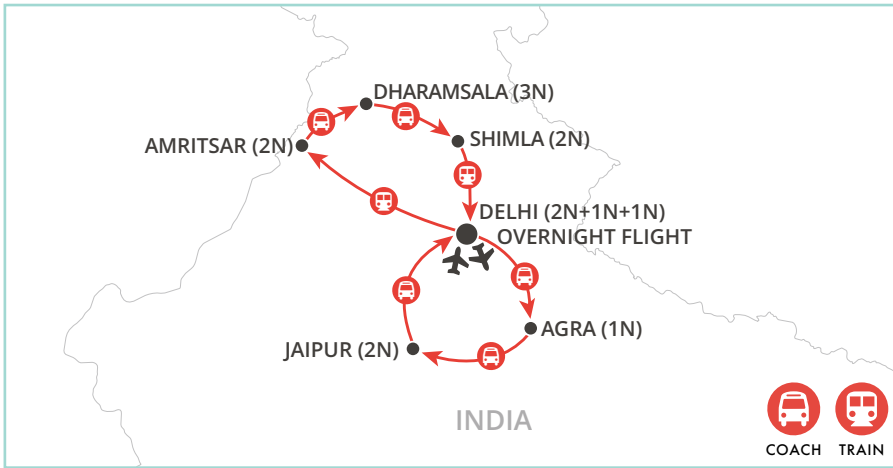 DHARAMSALA (3N)
AMRITSAR (2N)
SHIMLA (2N)
DELHI (2N+1N+1N)
OVERNIGHT FLIGHT
AGRA (1N)
JAIPUR (2N)
INDIA
COACH
TRAIN